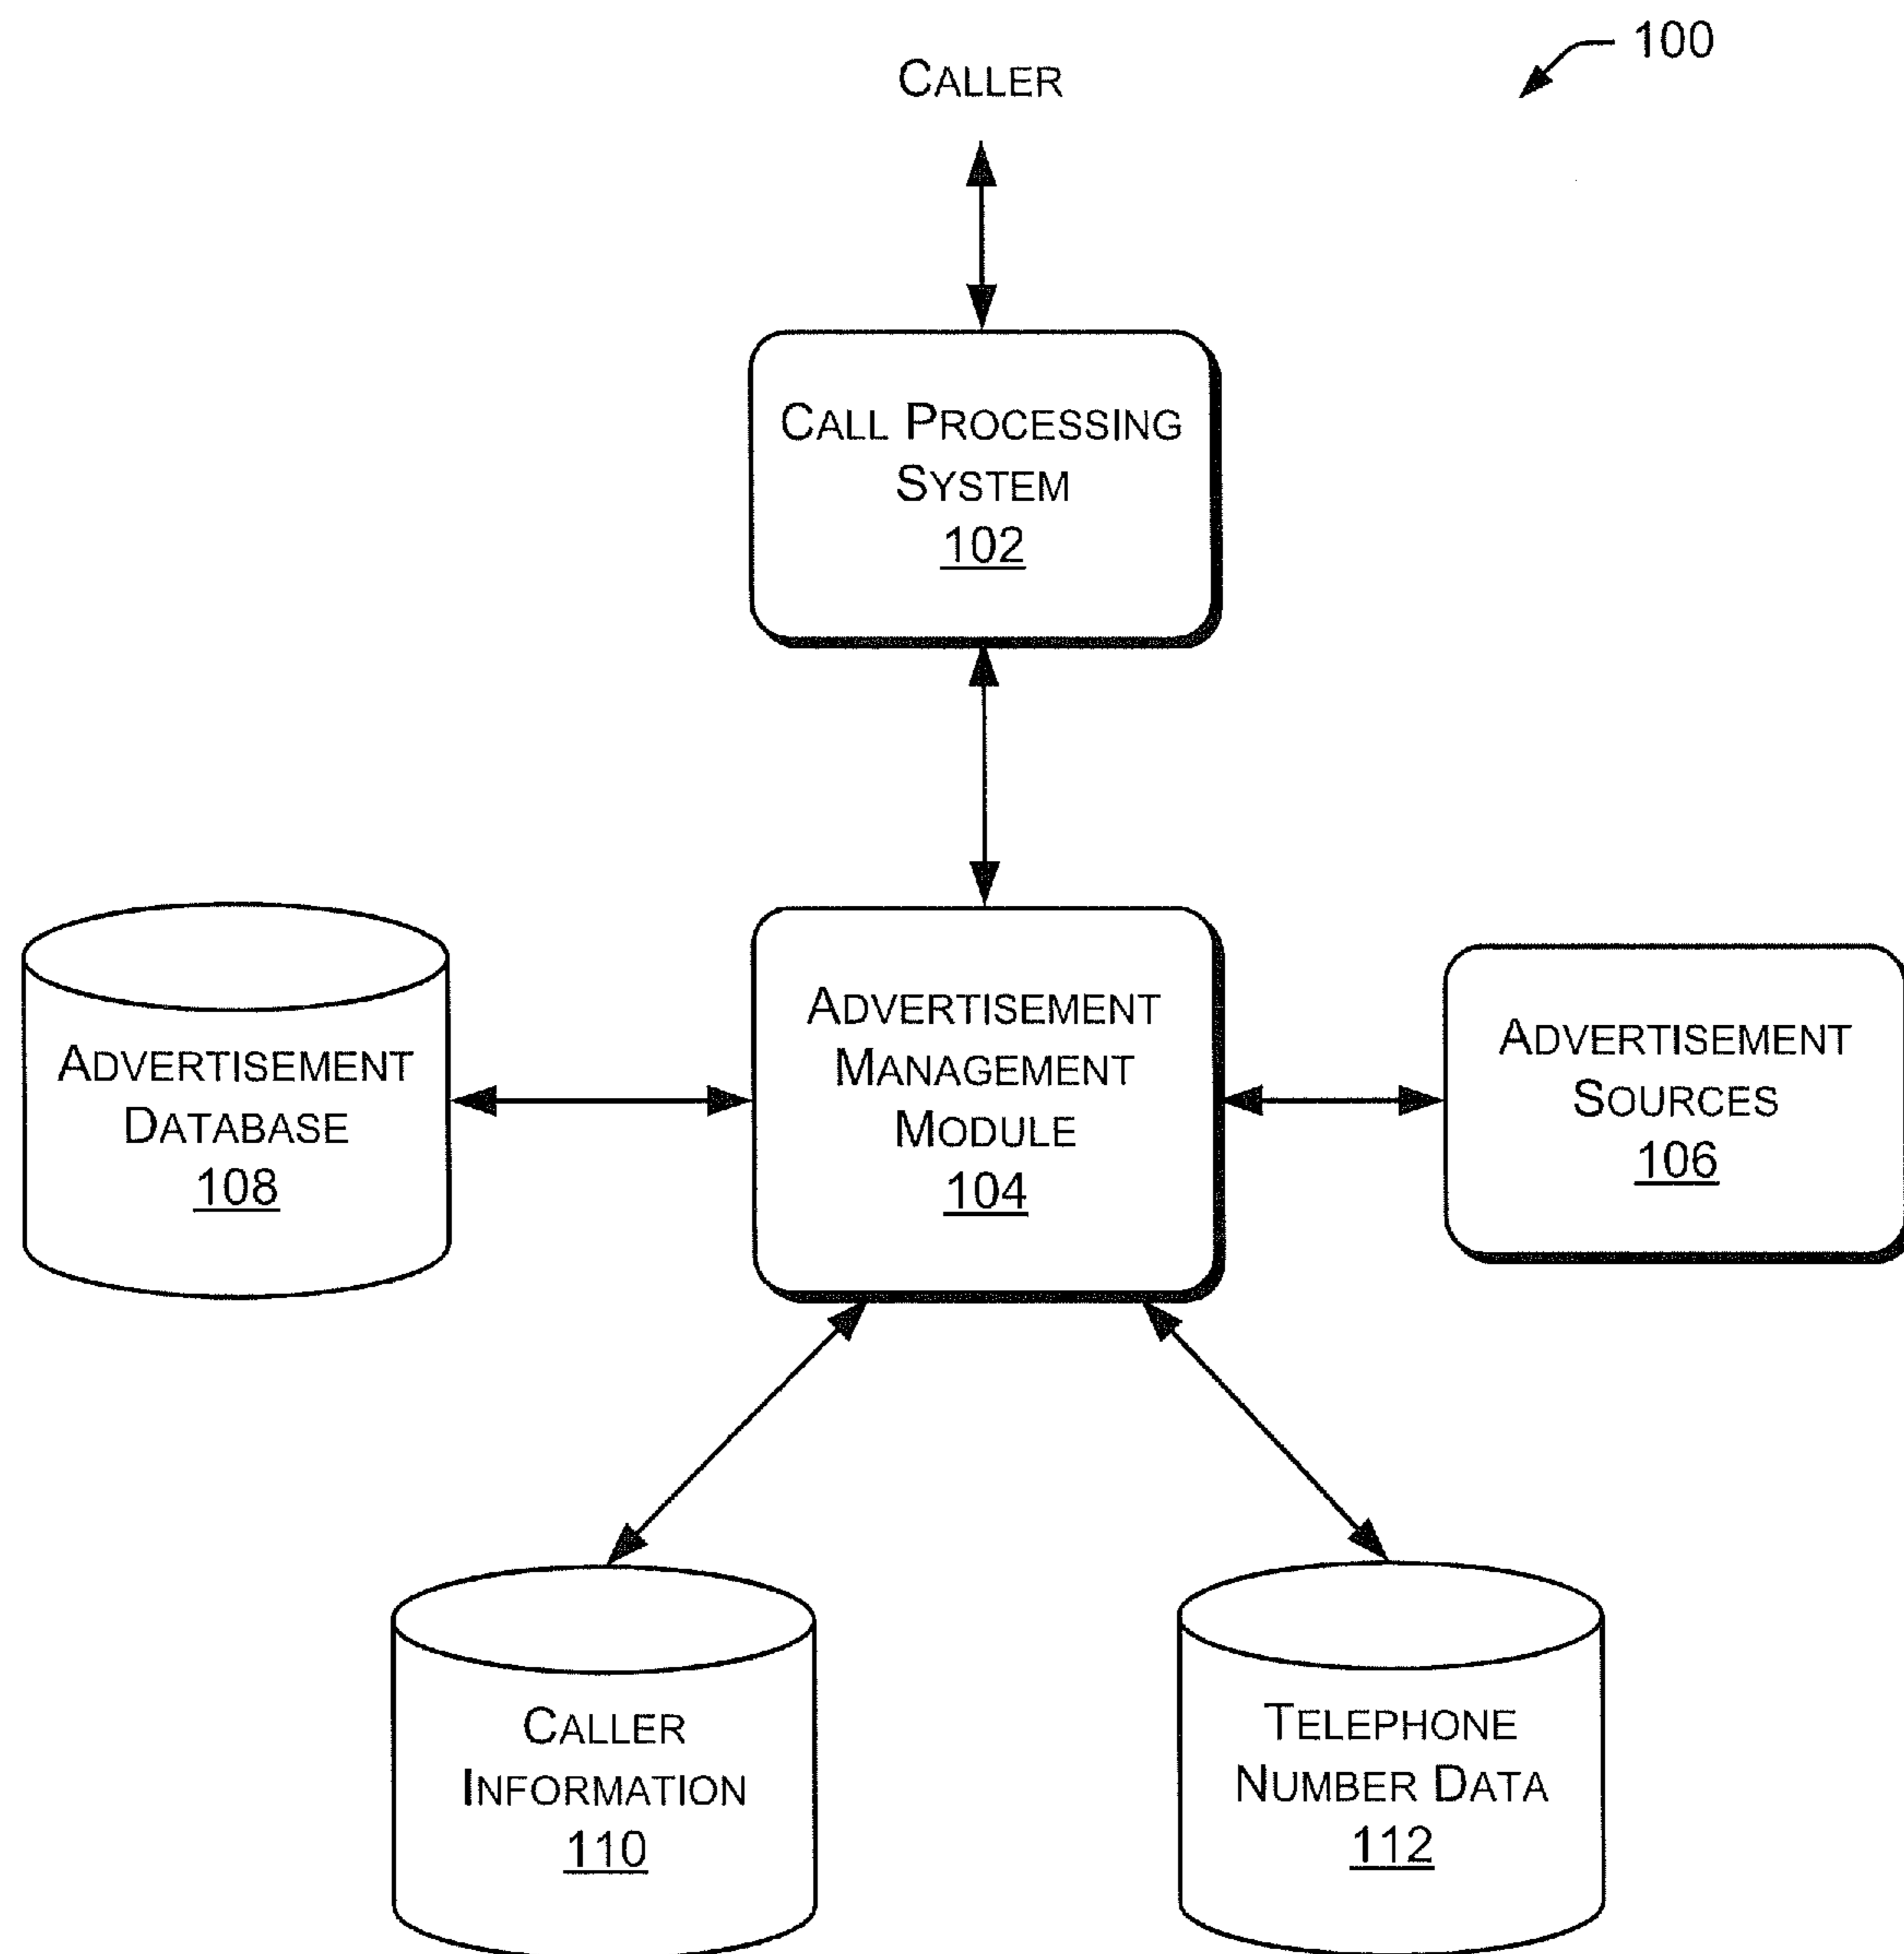 100
CALLER
CALL PROCESSING
SYSTEM
102
ADVERTISEMENT
DATABASE
108
ADVERTISEMENT
MANAGEMENT
MODULE
104
ADVERTISEMENT
SOURCES
106
CALLER
INFORMATION
110
TELEPHONE
NUMBER DATA
112